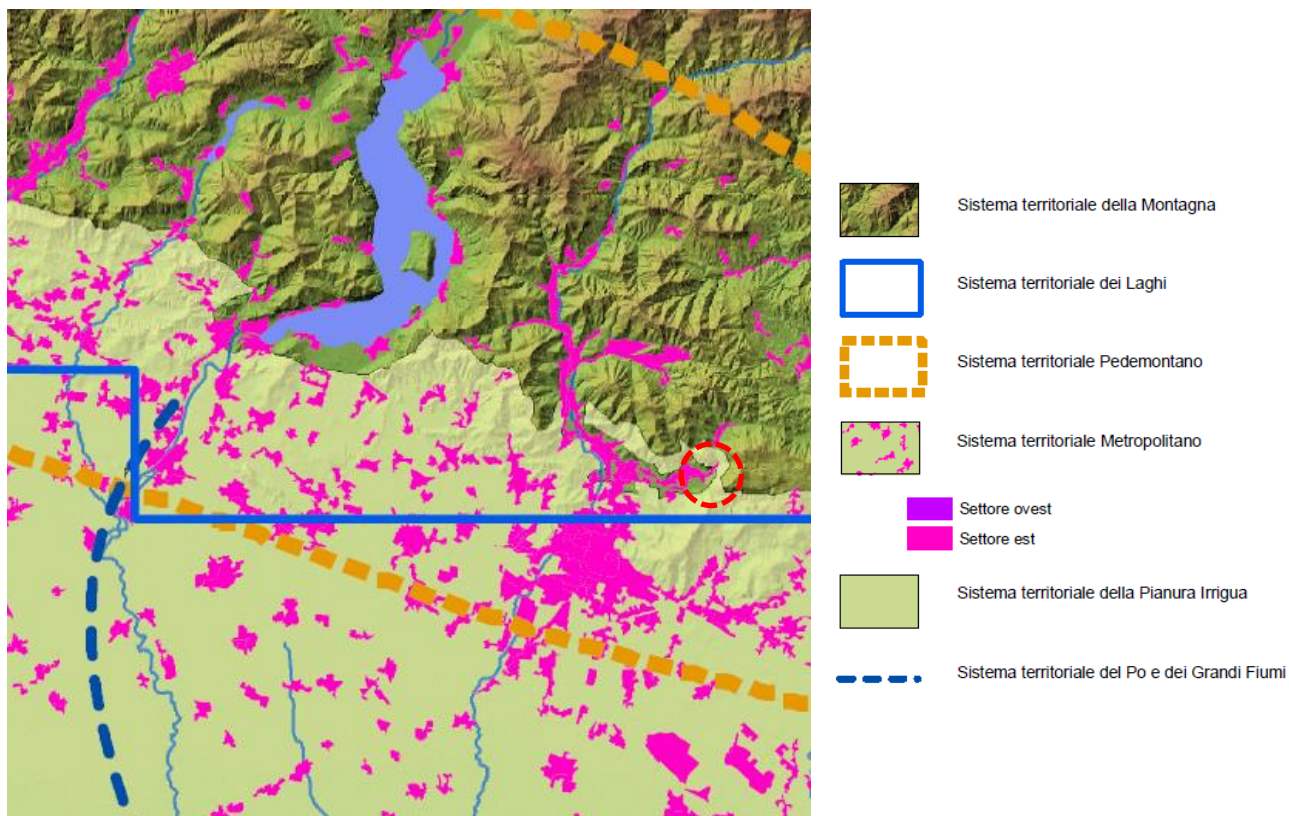 Sistema territoriale della Montagna
Sistema territoriale dei Laghi
Sistema territoriale Pedemontano
Sistema territoriale Metropolitano
Settore ovest
Settore est
Sistema territoriale della Pianura Irrigua
Sistema territoriale del Po e dei Grandi Fiumi